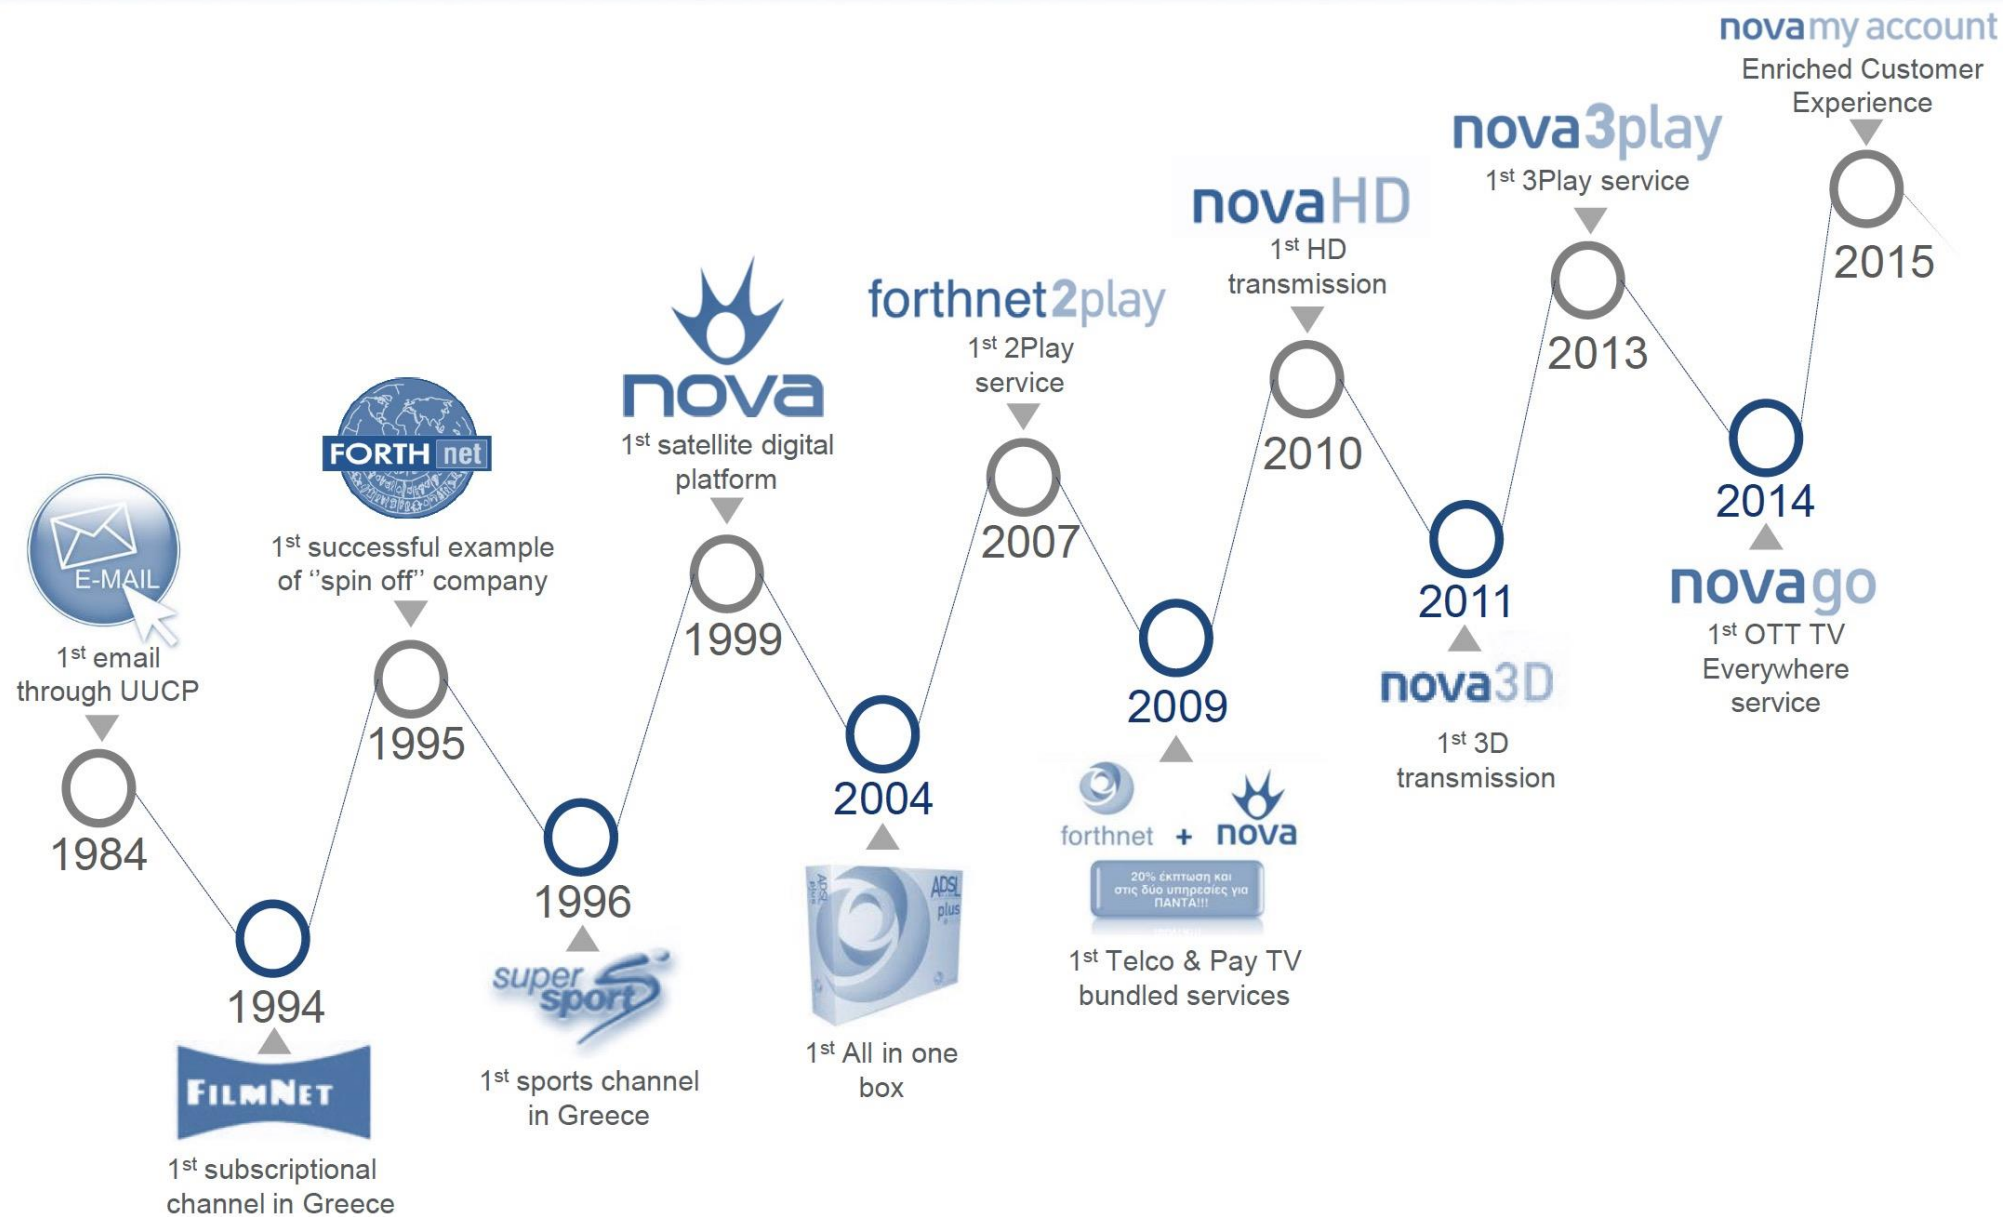 E-MAIL
1st email
through UUCP
1984
1994
FILMNET
1st subscriptional
channel in Greece
FORTH net
1st successful example
of ‘’spin off’’ company
1995
1996
super
sport
1st sports channel
in Greece
nova
1st satellite digital
platform
1999
2004
ADSL
plus
ADSL
plus
1st All in one
box
forthnet2play
1st 2Play
service
2007
2009
forthnet + nova
20% έκπτωση και
στις δύο υπηρεσίες για
ΠΑΝΤΑ!!!
1st Telco & Pay TV
bundled services
novaHD
1st HD
transmission
2010
2011
nova3D
1st 3D
transmission
nova3play
1st 3Play service
2013
2014
novago
1st OTT TV
Everywhere
service
novamy account
Enriched Customer
Experience
2015